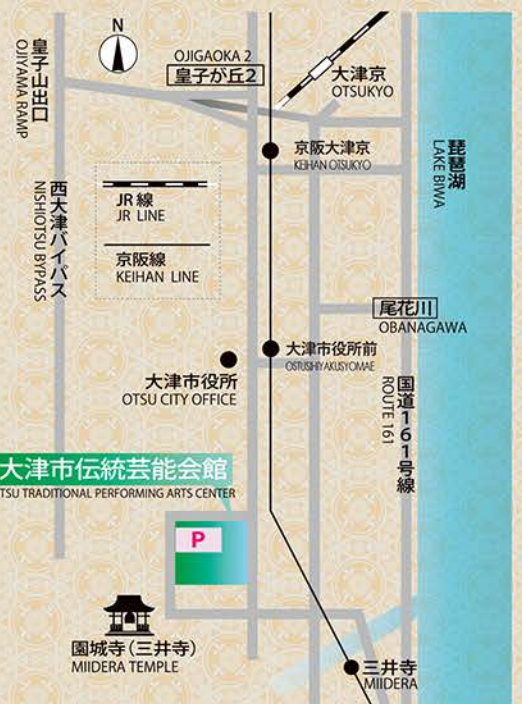 N
OJIGAOKA 2
皇子が丘2
大津京
OTSUKYO
皇子山出口
OJIYAMA RAMP
京阪大津京
KEIHAN OTSUKYO
琵琶湖
LAKE BIWA
JR線
JR LINE
京阪線
KEIHAN LINE
西大津バイパス
NISHIOTSU BYPASS
尾花川
OBANAGAWA
大津市役所前
OSTUSIHIYAKUSYOMAE
大津市役所
OTSU CITY OFFICE
国道161号線
ROUTE 161
大津市伝統芸能会館
TSU TRADITIONAL PERFORMING ARTS CENTER
P
園城寺(三井寺)
MIIDERA TEMPLE
三井寺
MIIDERA